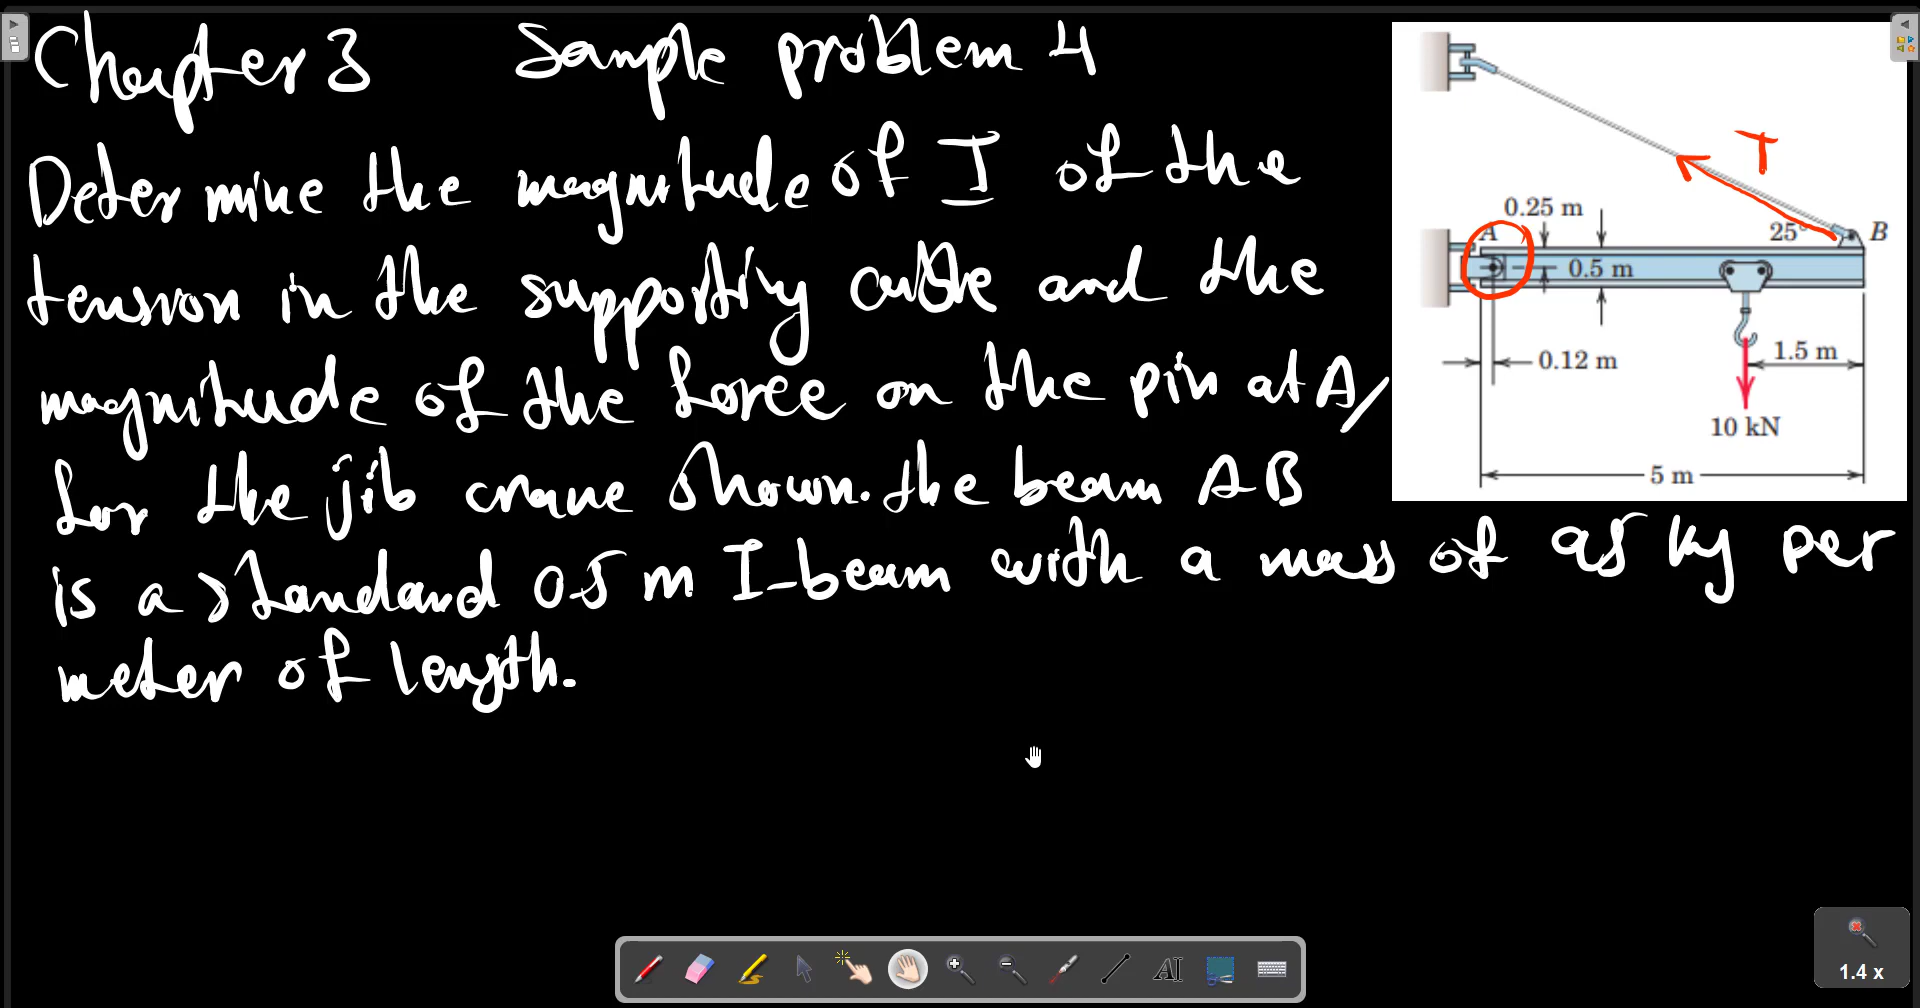 Chapter 3 Sample problem 4
Determine the magnitude of T of the
tension in the supporting cable and the
magnitude of the force on the pin at A
for the jib crane shown. the beam AB
is a standard 0.5 m I-beam with a mass of 95 kg per
meter of length.
T
0.25 m
A
25°
B
0.5 m
0.12 m
1.5 m
10 kN
5 m
AI
1.4 x